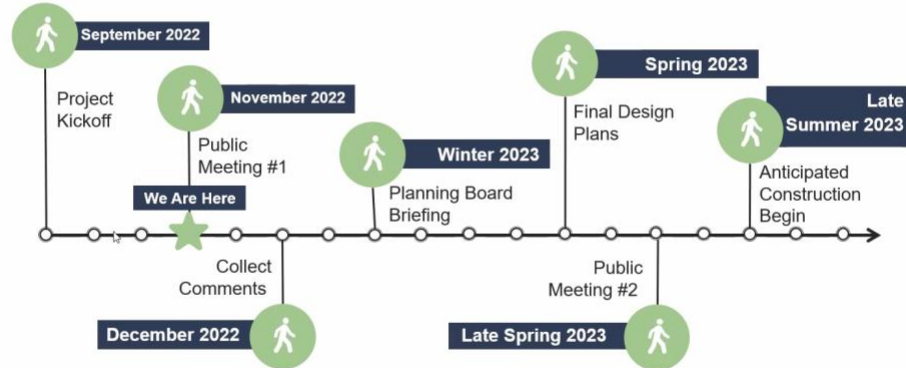 September 2022
Project
Kickoff
November 2022
Public
Meeting #1
We Are Here
Collect
Comments
December 2022
Winter 2023
Planning Board
Briefing
Spring 2023
Final Design
Plans
Public
Meeting #2
Late Spring 2023
Late
Summer 2023
Anticipated
Construction
Begin